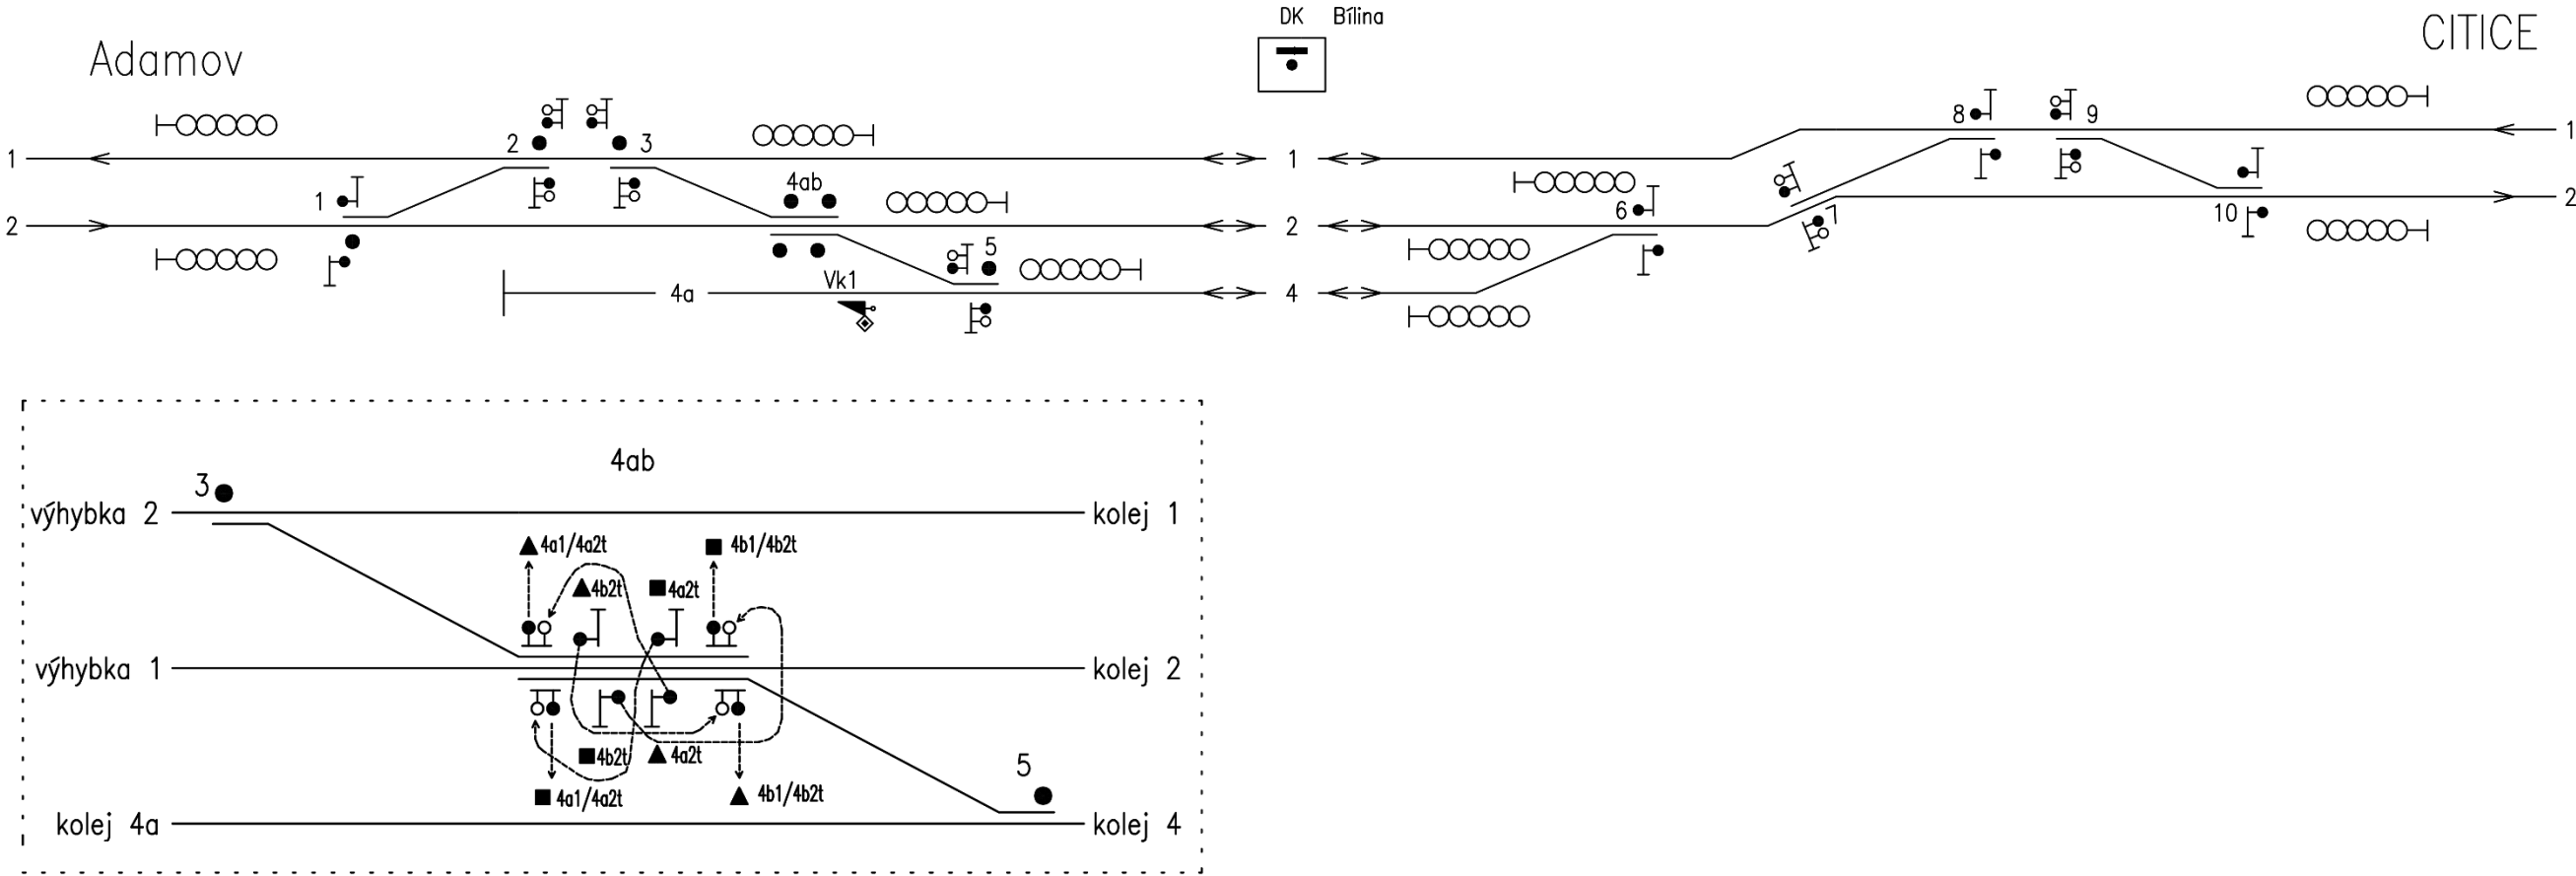 DK Bílina
Adamov
CITICE
1
2
3
1
8
9
1
1
2
1
4ab
6
7
10
2
2
2
5
4a
Vk1
4
4ab
3
výhybka 2
kolej 1
4a1/4a2t
4b1/4b2t
4b2t
4a2t
výhybka 1
kolej 2
4b2t
4a2t
4a1/4a2t
4b1/4b2t
5
kolej 4a
kolej 4